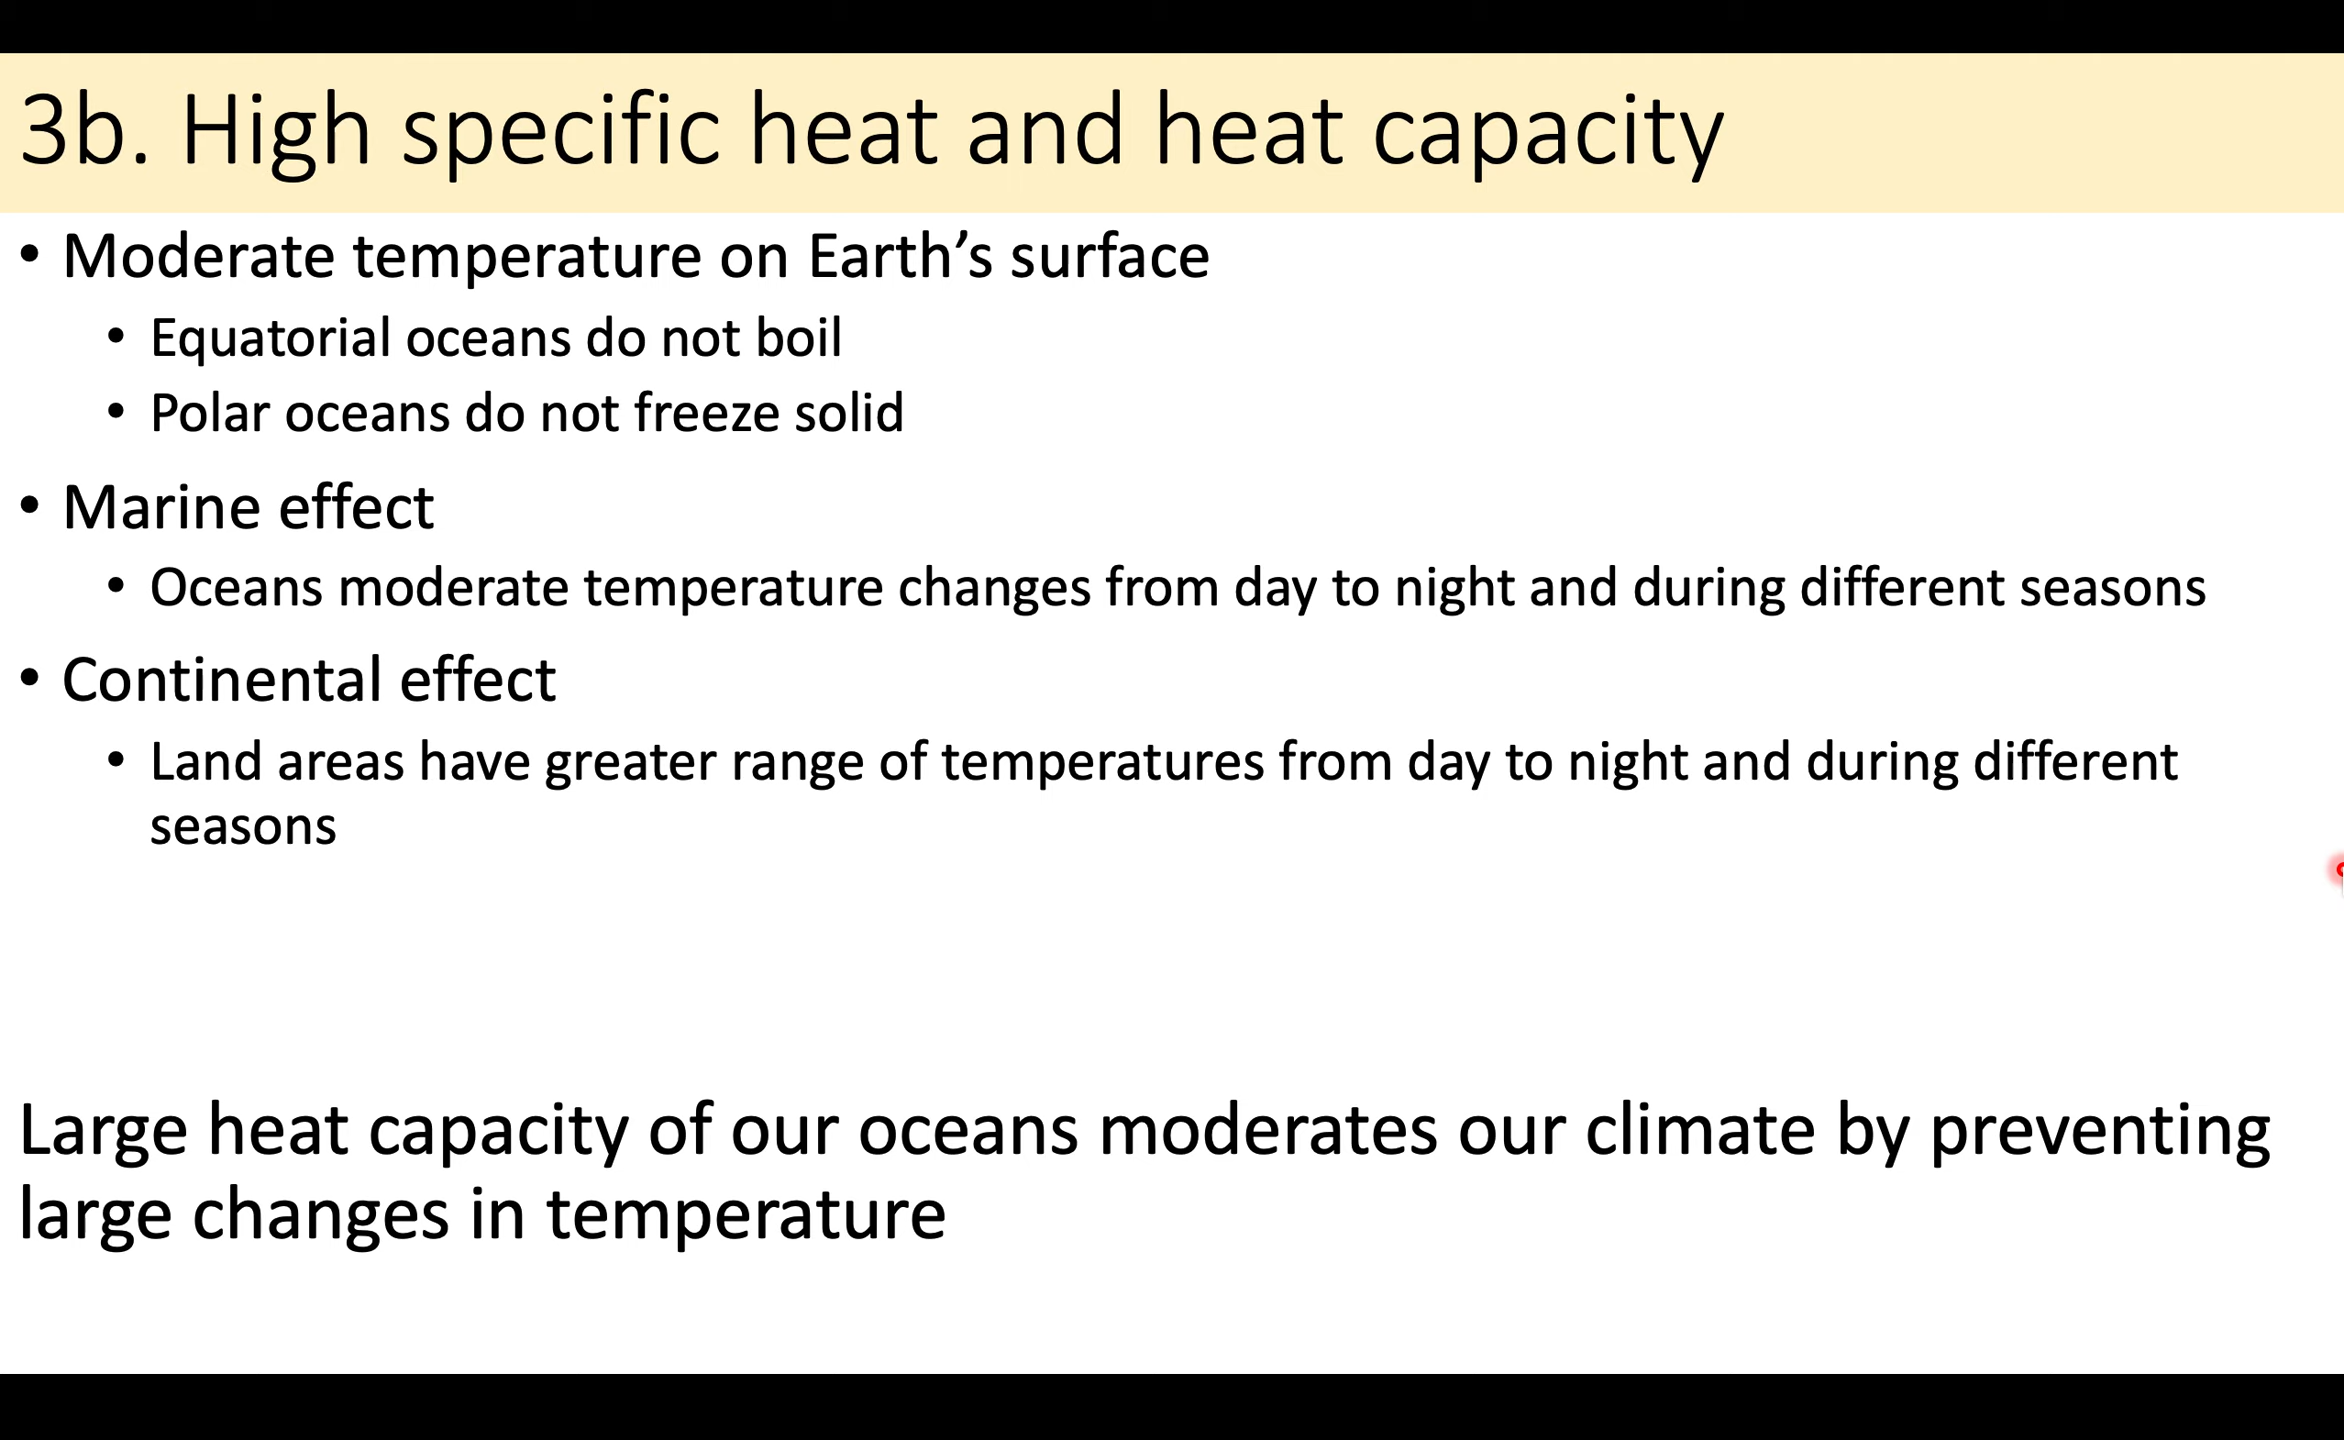 3b. High specific heat and heat capacity
• Moderate temperature on Earth’s surface
• Equatorial oceans do not boil
• Polar oceans do not freeze solid
• Marine effect
• Oceans moderate temperature changes from day to night and during different seasons
• Continental effect
• Land areas have greater range of temperatures from day to night and during different
seasons
Large heat capacity of our oceans moderates our climate by preventing
large changes in temperature